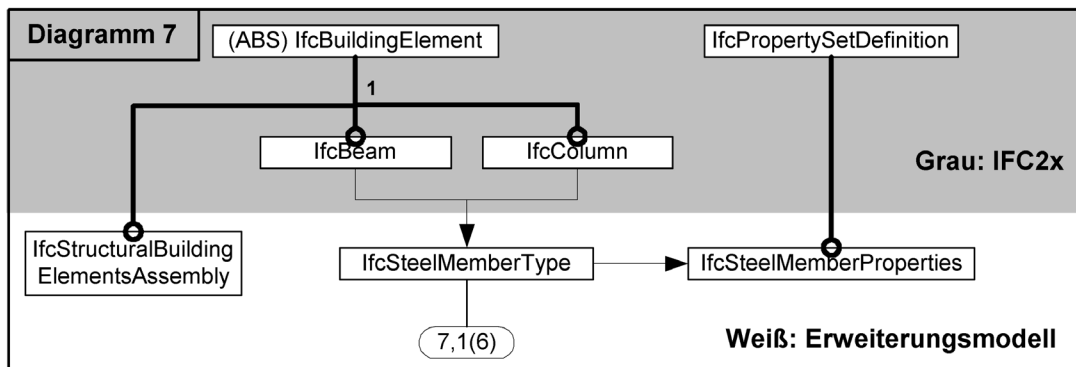 Diagramm 7
(ABS) IfcBuildingElement
IfcPropertySetDefinition
1
IfcBeam
IfcColumn
Grau: IFC2x
IfcStructuralBuilding
ElementsAssembly
IfcSteelMemberType
IfcSteelMemberProperties
7,1(6)
Weiß: Erweiterungsmodell